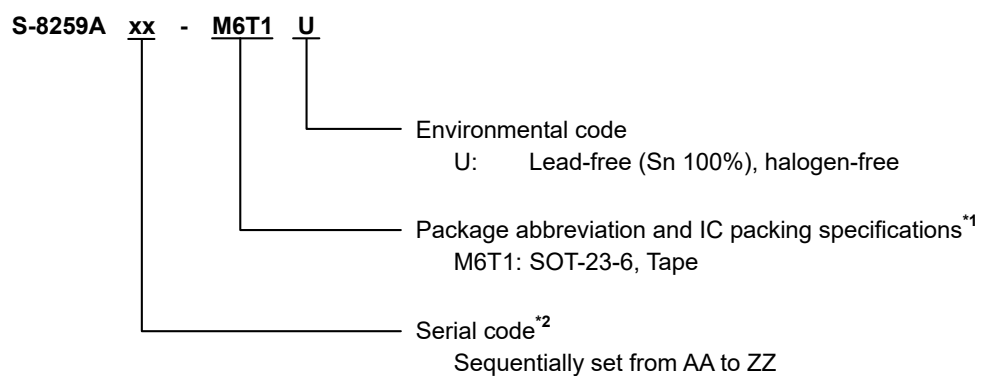 S-8259A xx - M6T1 U
Environmental code
U: Lead-free (Sn 100%), halogen-free
Package abbreviation and IC packing specifications*1
M6T1: SOT-23-6, Tape
Serial code*2
Sequentially set from AA to ZZ